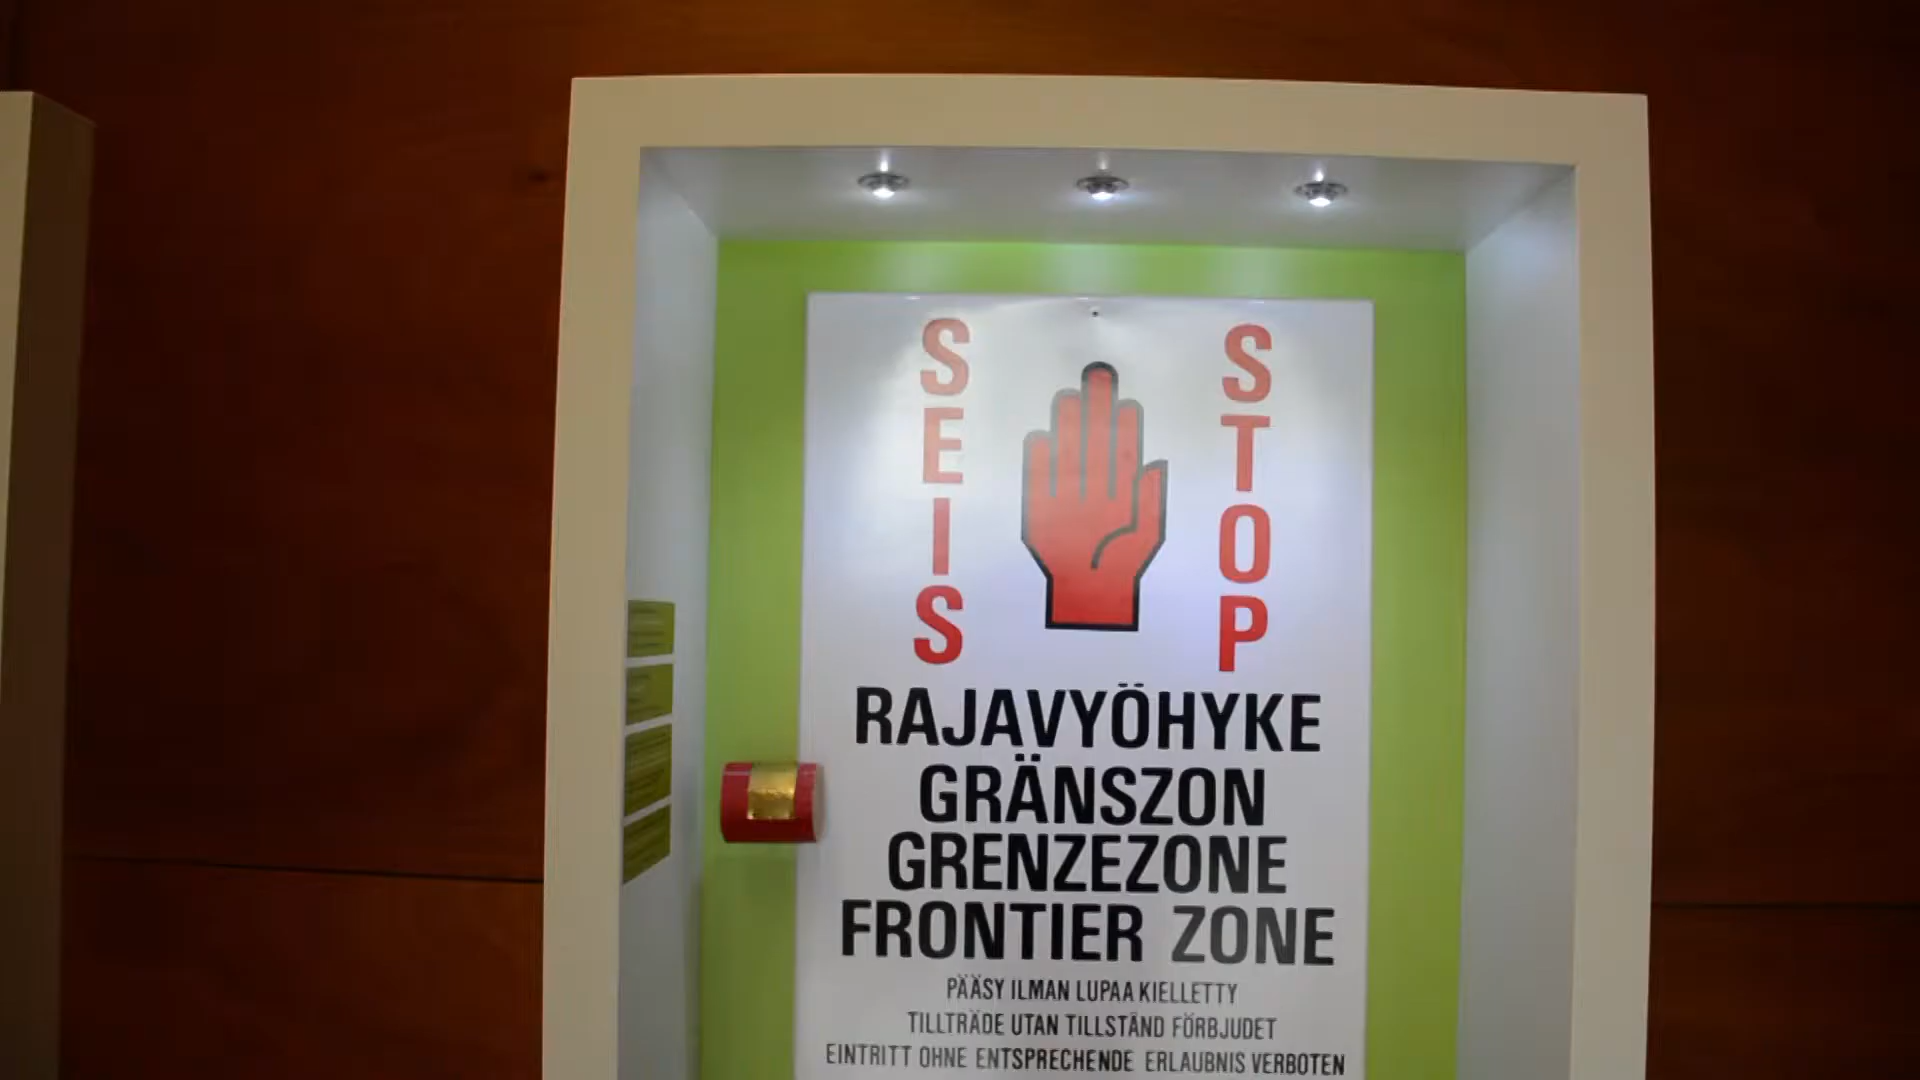 SEIS
STOP
RAJAVYÖHYKE
GRÄNSZON
GRENZEZONE
FRONTIER ZONE
PÄÄSY ILMAN LUPAA KIELLETTY
TILLTRÄDE UTAN TILLSTÅND FÖRBJUDET
EINTRITT OHNE ENTSPRECHENDE ERLAUBNIS VERBOTEN